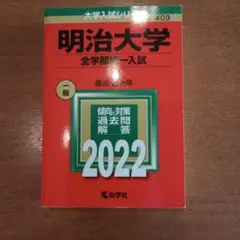 大学入試シリーズ
409
明治大学
全学部統一入試
一般
傾向と対策
過去問
解答
2022
教学社